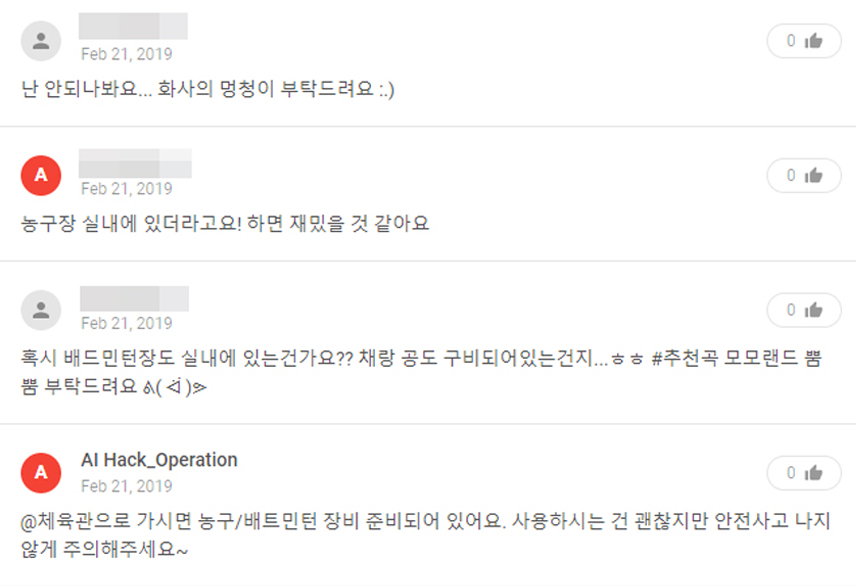 Feb 21, 2019
0
난 안되나봐요... 화사의 멍청이 부탁드려요 :.)
A
Feb 21, 2019
0
농구장 실내에 있더라고요! 하면 재밌을 것 같아요
Feb 21, 2019
0
혹시 배드민턴장도 실내에 있는건가요?? 채랑 공도 구비되어있는건지...ㅎㅎ #추천곡 모모랜드 뿜
뿜 부탁드려요
AI Hack_Operation
A
Feb 21, 2019
0
@체육관으로 가시면 농구/배트민턴 장비 준비되어 있어요. 사용하시는 건 괜찮지만 안전사고 나지
않게 주의해주세요~